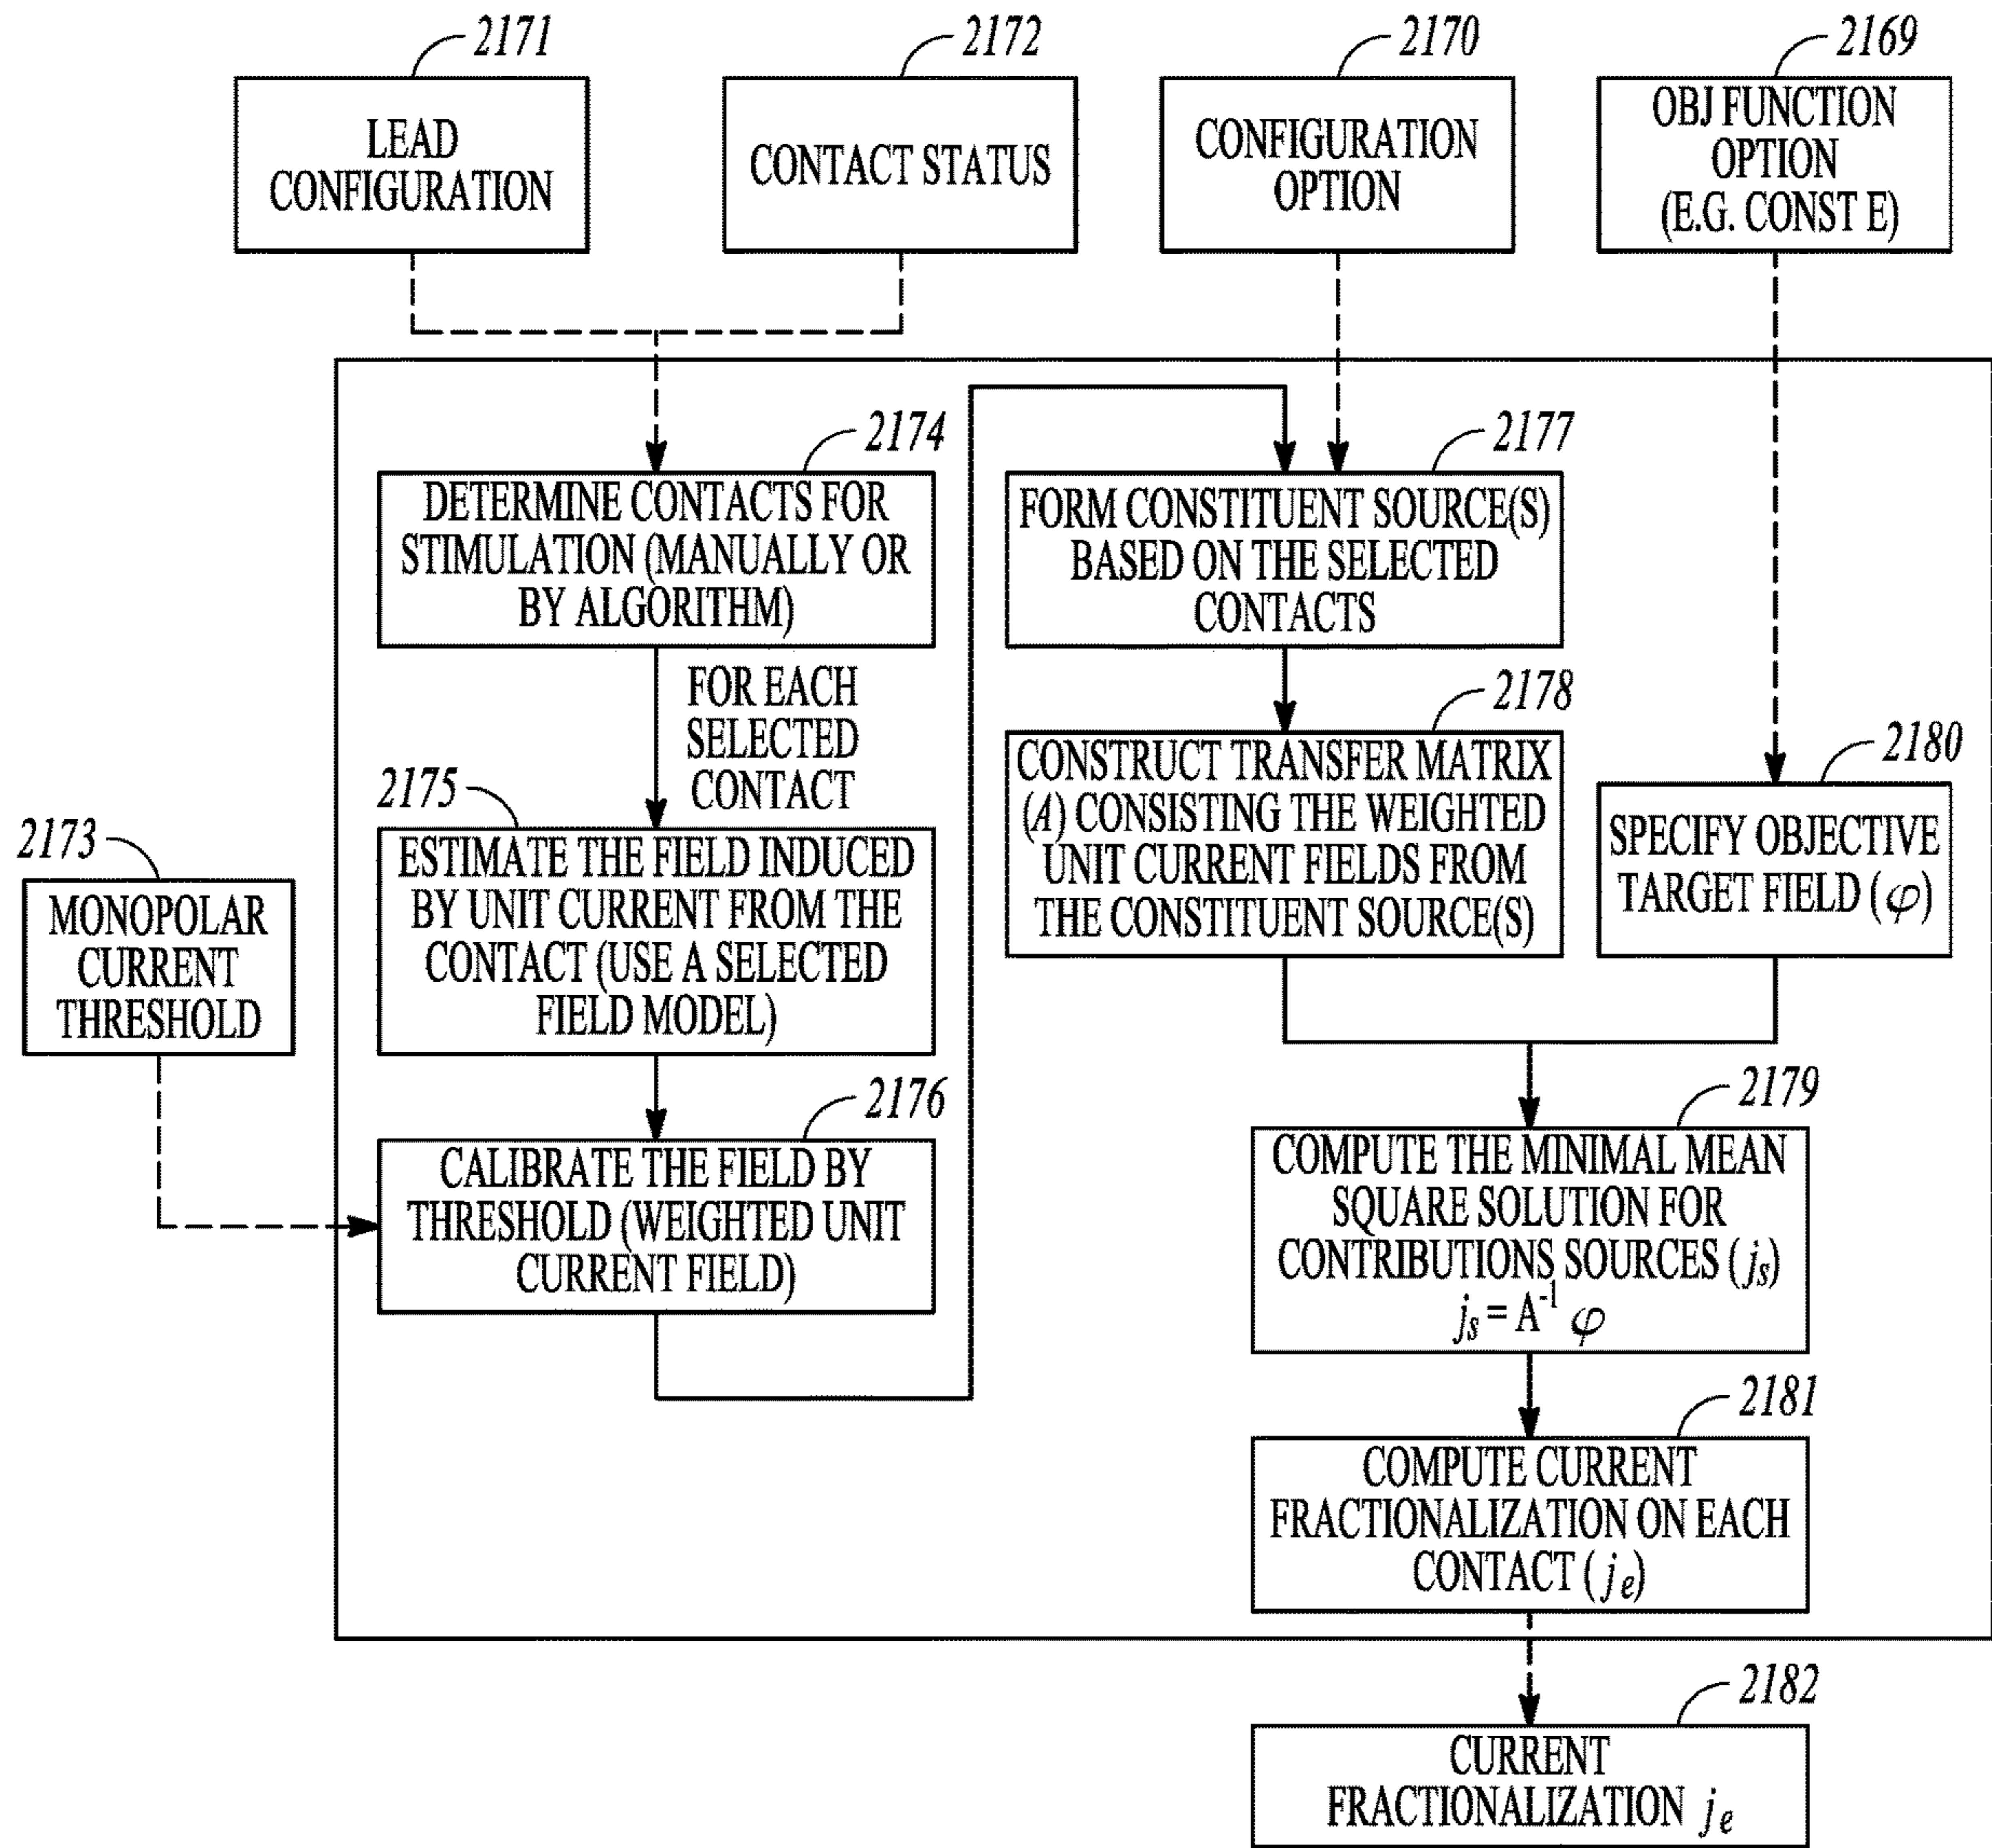 2171
LEAD
CONFIGURATION
2172
CONTACT STATUS
2170
CONFIGURATION
OPTION
2169
OBJ FUNCTION
OPTION
(E.G. CONST E)
2174
DETERMINE CONTACTS FOR
STIMULATION (MANUALLY OR
BY ALGORITHM)
FOR EACH
SELECTED
CONTACT
2175
ESTIMATE THE FIELD INDUCED
BY UNIT CURRENT FROM THE
CONTACT (USE A SELECTED
FIELD MODEL)
2173
MONOPOLAR
CURRENT
THRESHOLD
2176
CALIBRATE THE FIELD BY
THRESHOLD (WEIGHTED UNIT
CURRENT FIELD)
2177
FORM CONSTITUENT SOURCE(S)
BASED ON THE SELECTED
CONTACTS
2178
CONSTRUCT TRANSFER MATRIX
(A) CONSISTING THE WEIGHTED
UNIT CURRENT FIELDS FROM
THE CONSTITUENT SOURCE(S)
2180
SPECIFY OBJECTIVE
TARGET FIELD (φ)
2179
COMPUTE THE MINIMAL MEAN
SQUARE SOLUTION FOR
CONTRIBUTIONS SOURCES (jₛ)
jₛ = A⁻¹ φ
2181
COMPUTE CURRENT
FRACTIONALIZATION ON EACH
CONTACT (jₑ)
2182
CURRENT
FRACTIONALIZATION jₑ